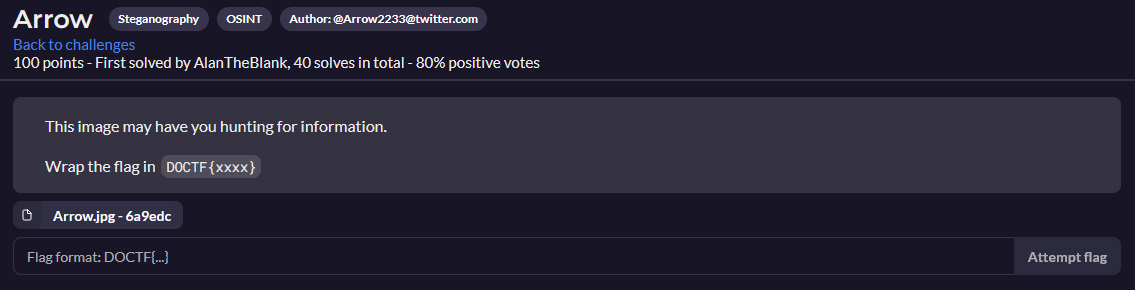 Arrow Steganography OSINT Author: @Arrow2233@twitter.com
Back to challenges
100 points - First solved by AlanTheBlank, 40 solves in total - 80% positive votes
This image may have you hunting for information.
Wrap the flag in DOCTF{xxxx}
Arrow.jpg - 6a9edc
Flag format: DOCTF{...} Attempt flag